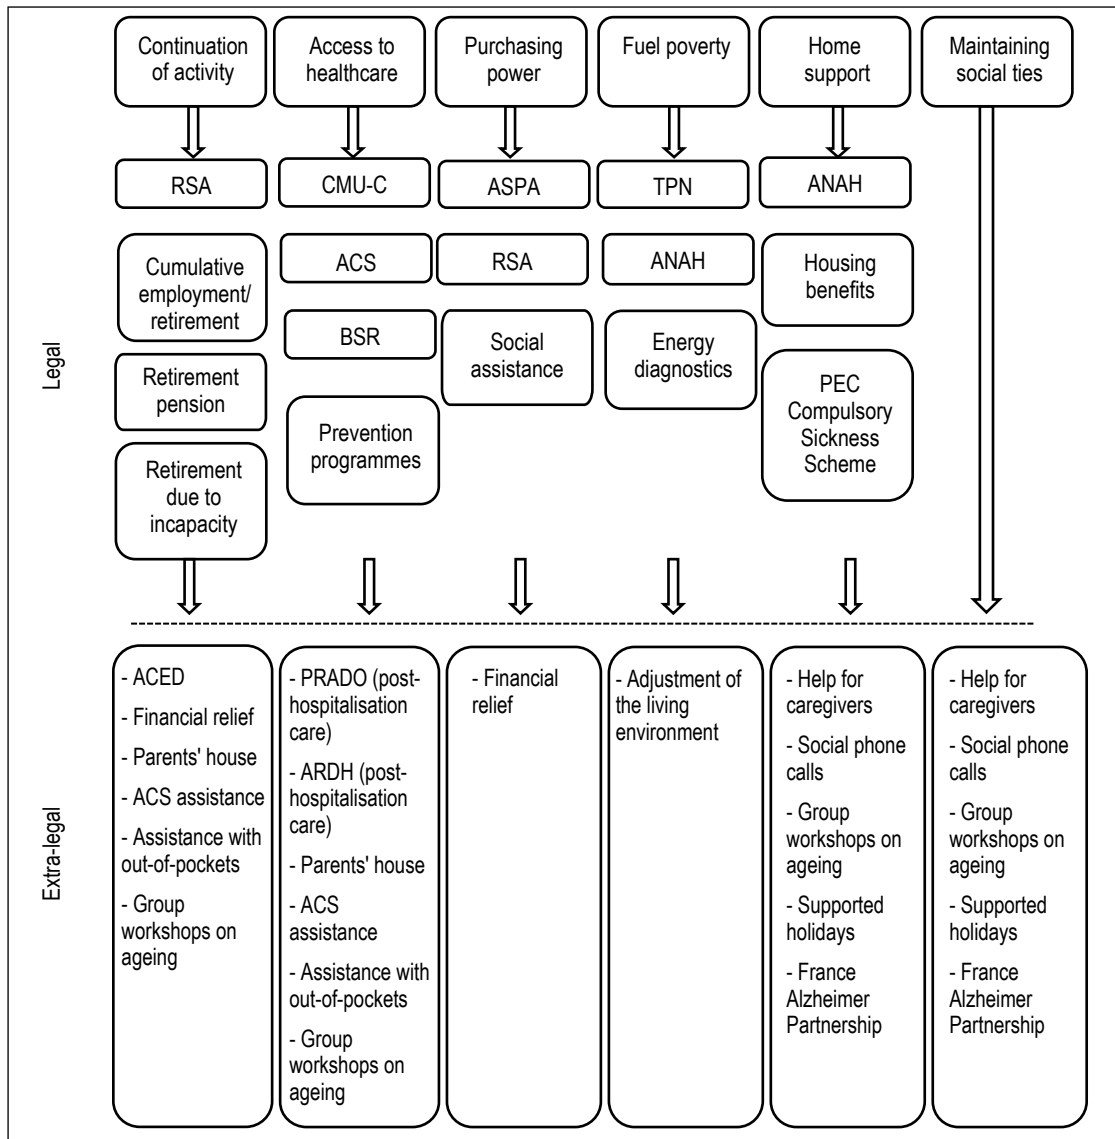 Continuation
of activity
Access to
healthcare
Purchasing
power
Fuel poverty
Home
support
Maintaining
social ties
Legal
RSA
CMU-C
ASPA
TPN
ANAH
Cumulative
employment/
retirement
ACS
RSA
ANAH
Housing
benefits
BSR
Social
assistance
Energy
diagnostics
Retirement
pension
PEC
Compulsory
Sickness
Scheme
Prevention
programmes
Retirement
due to
incapacity
Extra-legal
- ACED
- Financial relief
- Parents' house
- ACS assistance
- Assistance with
out-of-pockets
- Group
workshops on
ageing
- PRADO (post-
hospitalisation
care)
- ARDH (post-
hospitalisation
care)
- Parents' house
- ACS
assistance
- Assistance with
out-of-pockets
- Group
workshops on
ageing
- Financial
relief
- Adjustment of
the living
environment
- Help for
caregivers
- Social phone
calls
- Group
workshops on
ageing
- Supported
holidays
- France
Alzheimer
Partnership
- Help for
caregivers
- Social phone
calls
- Group
workshops on
ageing
- Supported
holidays
- France
Alzheimer
Partnership